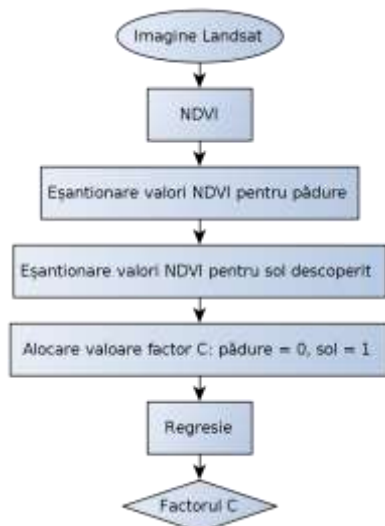 Imagine Landsat
NDVI
Eșantionare valori NDVI pentru pădure
Eșantionare valori NDVI pentru sol descoperit
Alocare valoare factor C: pădure = 0, sol = 1
Regresie
Factorul C